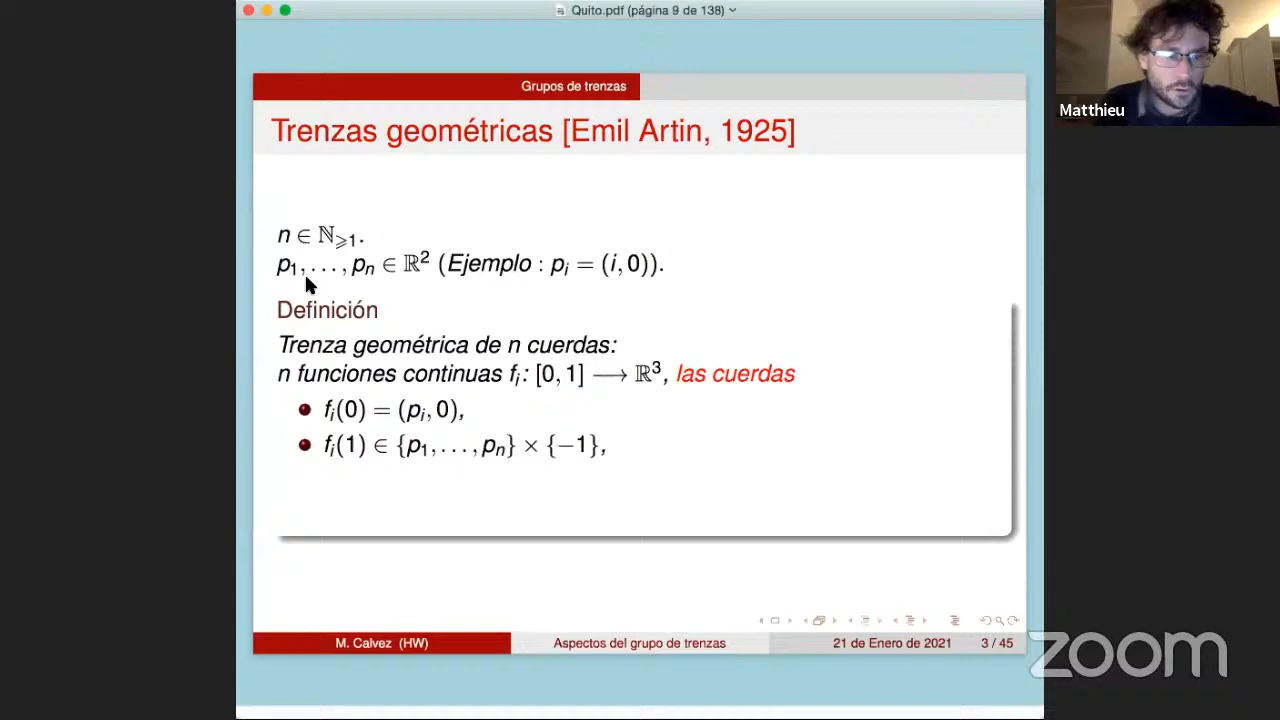 Quito.pdf (página 9 de 138)
Matthieu
Grupos de trenzas
Trenzas geométricas [Emil Artin, 1925]
n ∈ ℕ⩾1.
p1, . . . , pn ∈ ℝ² (Ejemplo : pi = (i, 0)).
Definición
Trenza geométrica de n cuerdas:
n funciones continuas fi : [0, 1] ⟶ ℝ³, las cuerdas
fi(0) = (pi, 0),
fi(1) ∈ {p1, . . . , pn} × {−1},
M. Calvez (HW) Aspectos del grupo de trenzas 21 de Enero de 2021 3 / 45
zoom